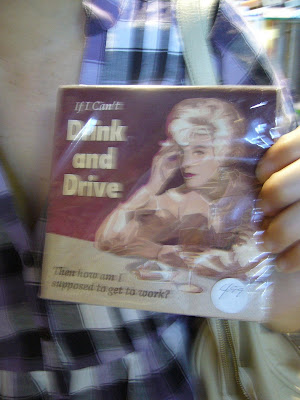 If I Can't
Drink
and
Drive
Then how am I
supposed to get to work?